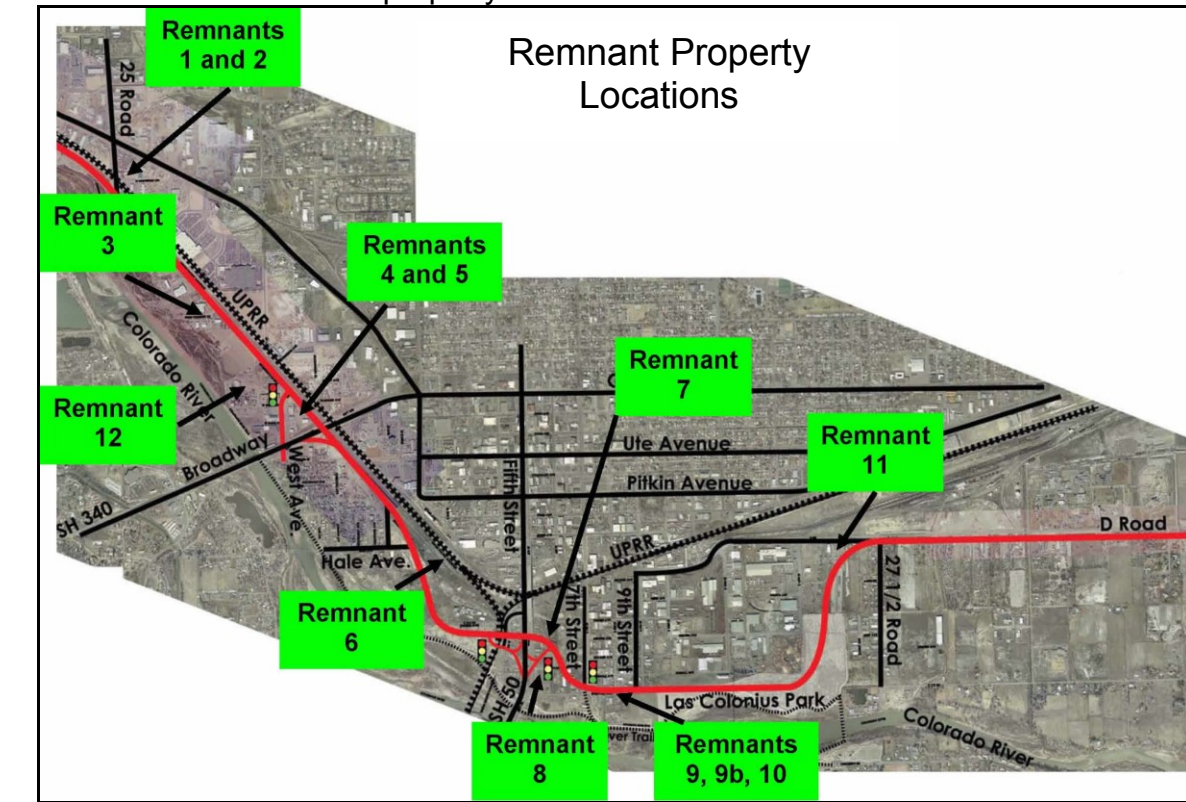 Remnant Property
Locations
Remnants
1 and 2
25 Road
Remnant
3
Remnants
4 and 5
UPRR
Colorado River
Remnant
7
Remnant
12
Broadway
SH 340
West Ave.
Ute Avenue
Pitkin Avenue
Fifth Street
Remnant
11
D Road
UPRR
Hale Ave.
7th Street
9th Street
27 1/2 Road
Remnant
6
SH 50
Las Colonius Park
Colorado River
Remnant
8
Remnants
9, 9b, 10